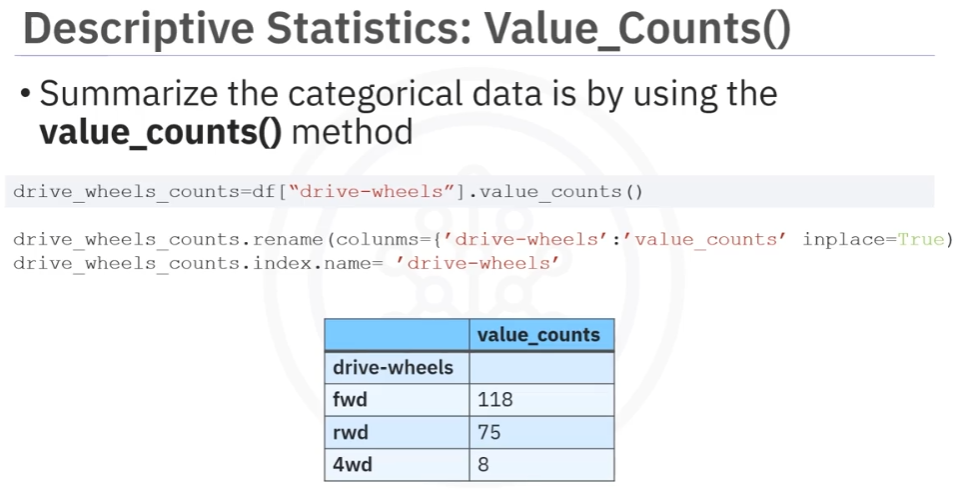 Descriptive Statistics: Value_Counts()
• Summarize the categorical data is by using the
value_counts() method
drive_wheels_counts=df[“drive-wheels”].value_counts()
drive_wheels_counts.rename(colunms={’drive-wheels’:’value_counts’ inplace=True)
drive_wheels_counts.index.name= ’drive-wheels’
value_counts
drive-wheels
fwd 118
rwd 75
4wd 8